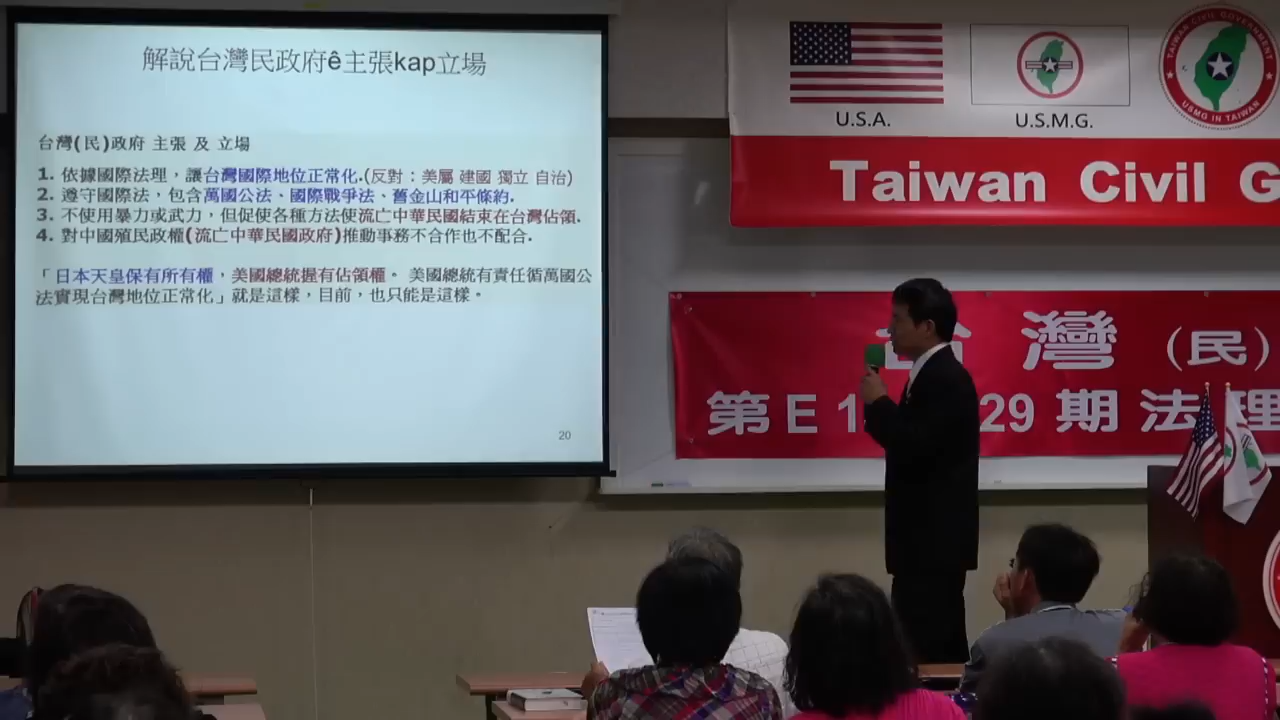 解說台灣民政府ê主張kap立場
台灣(民)政府 主張 及 立場
1. 依據國際法理，讓台灣國際地位正常化.(反對：美屬 建國 獨立 自治)
2. 遵守國際法，包含萬國公法、國際戰爭法、舊金山和平條約.
3. 不使用暴力或武力，但促使各種方法使流亡中華民國結束在台灣佔領.
4. 對中國殖民政權(流亡中華民國政府)推動事務不合作也不配合.
「日本天皇保有所有權，美國總統握有佔領權。 美國總統有責任循萬國公
法實現台灣地位正常化」就是這樣，目前，也只能是這樣。
20
U.S.A.
U.S.M.G.
TAIWAN CIVIL GOVERNMENT
USMG IN TAIWAN
Taiwan Civil G
台 灣 (民)
第 E 1 29 期 法 理